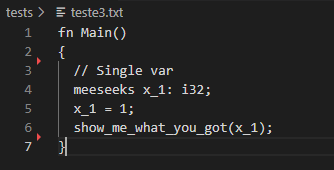 tests > teste3.txt
1 fn Main()
2 {
3 // Single var
4 meeseeks x_1: i32;
5 x_1 = 1;
6 show_me_what_you_got(x_1);
7 }